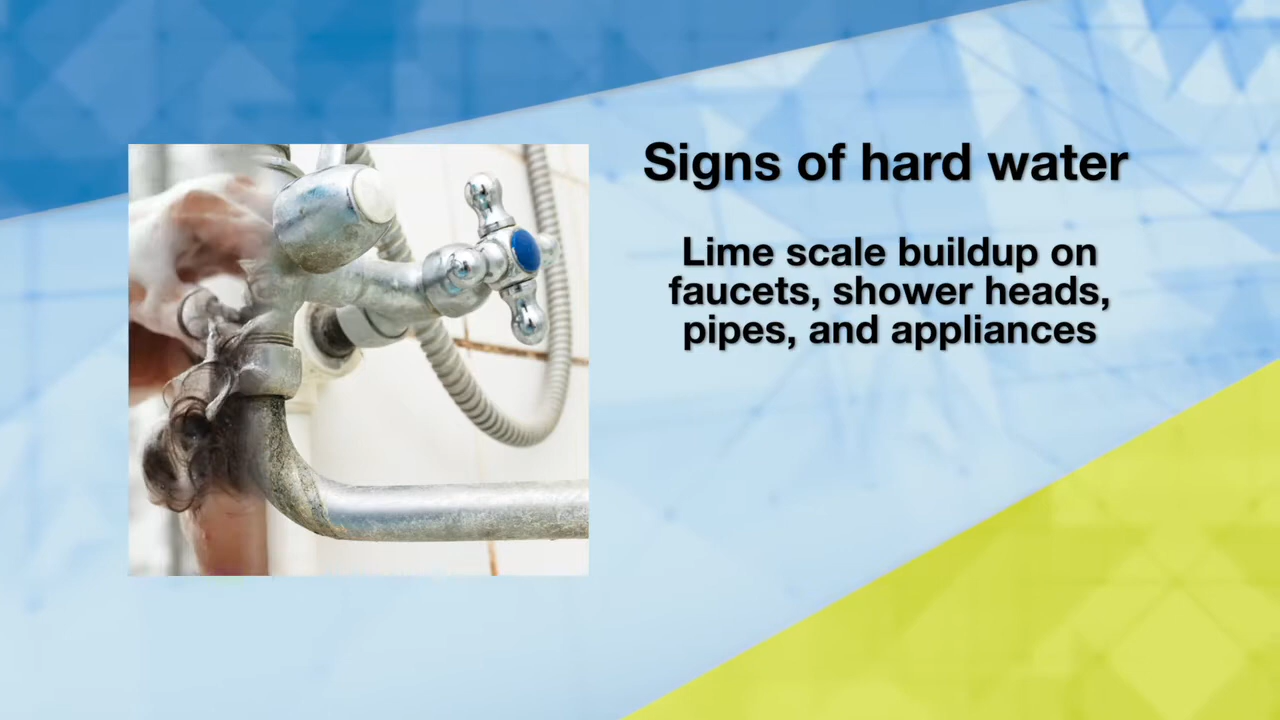 Signs of hard water
Lime scale buildup on
faucets, shower heads,
pipes, and appliances